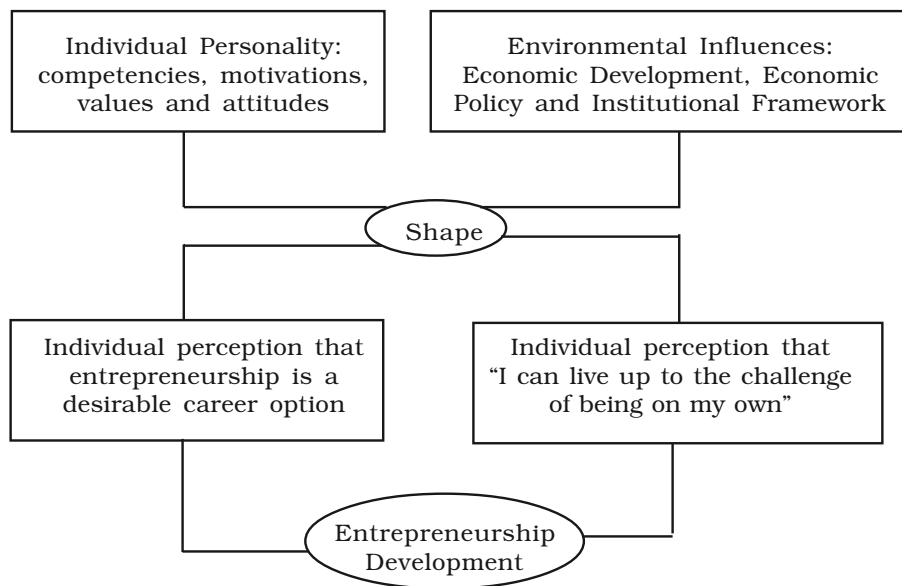 Individual Personality:
competencies, motivations,
values and attitudes
Environmental Influences:
Economic Development, Economic
Policy and Institutional Framework
Shape
Individual perception that
entrepreneurship is a
desirable career option
Individual perception that
“I can live up to the challenge
of being on my own”
Entrepreneurship
Development